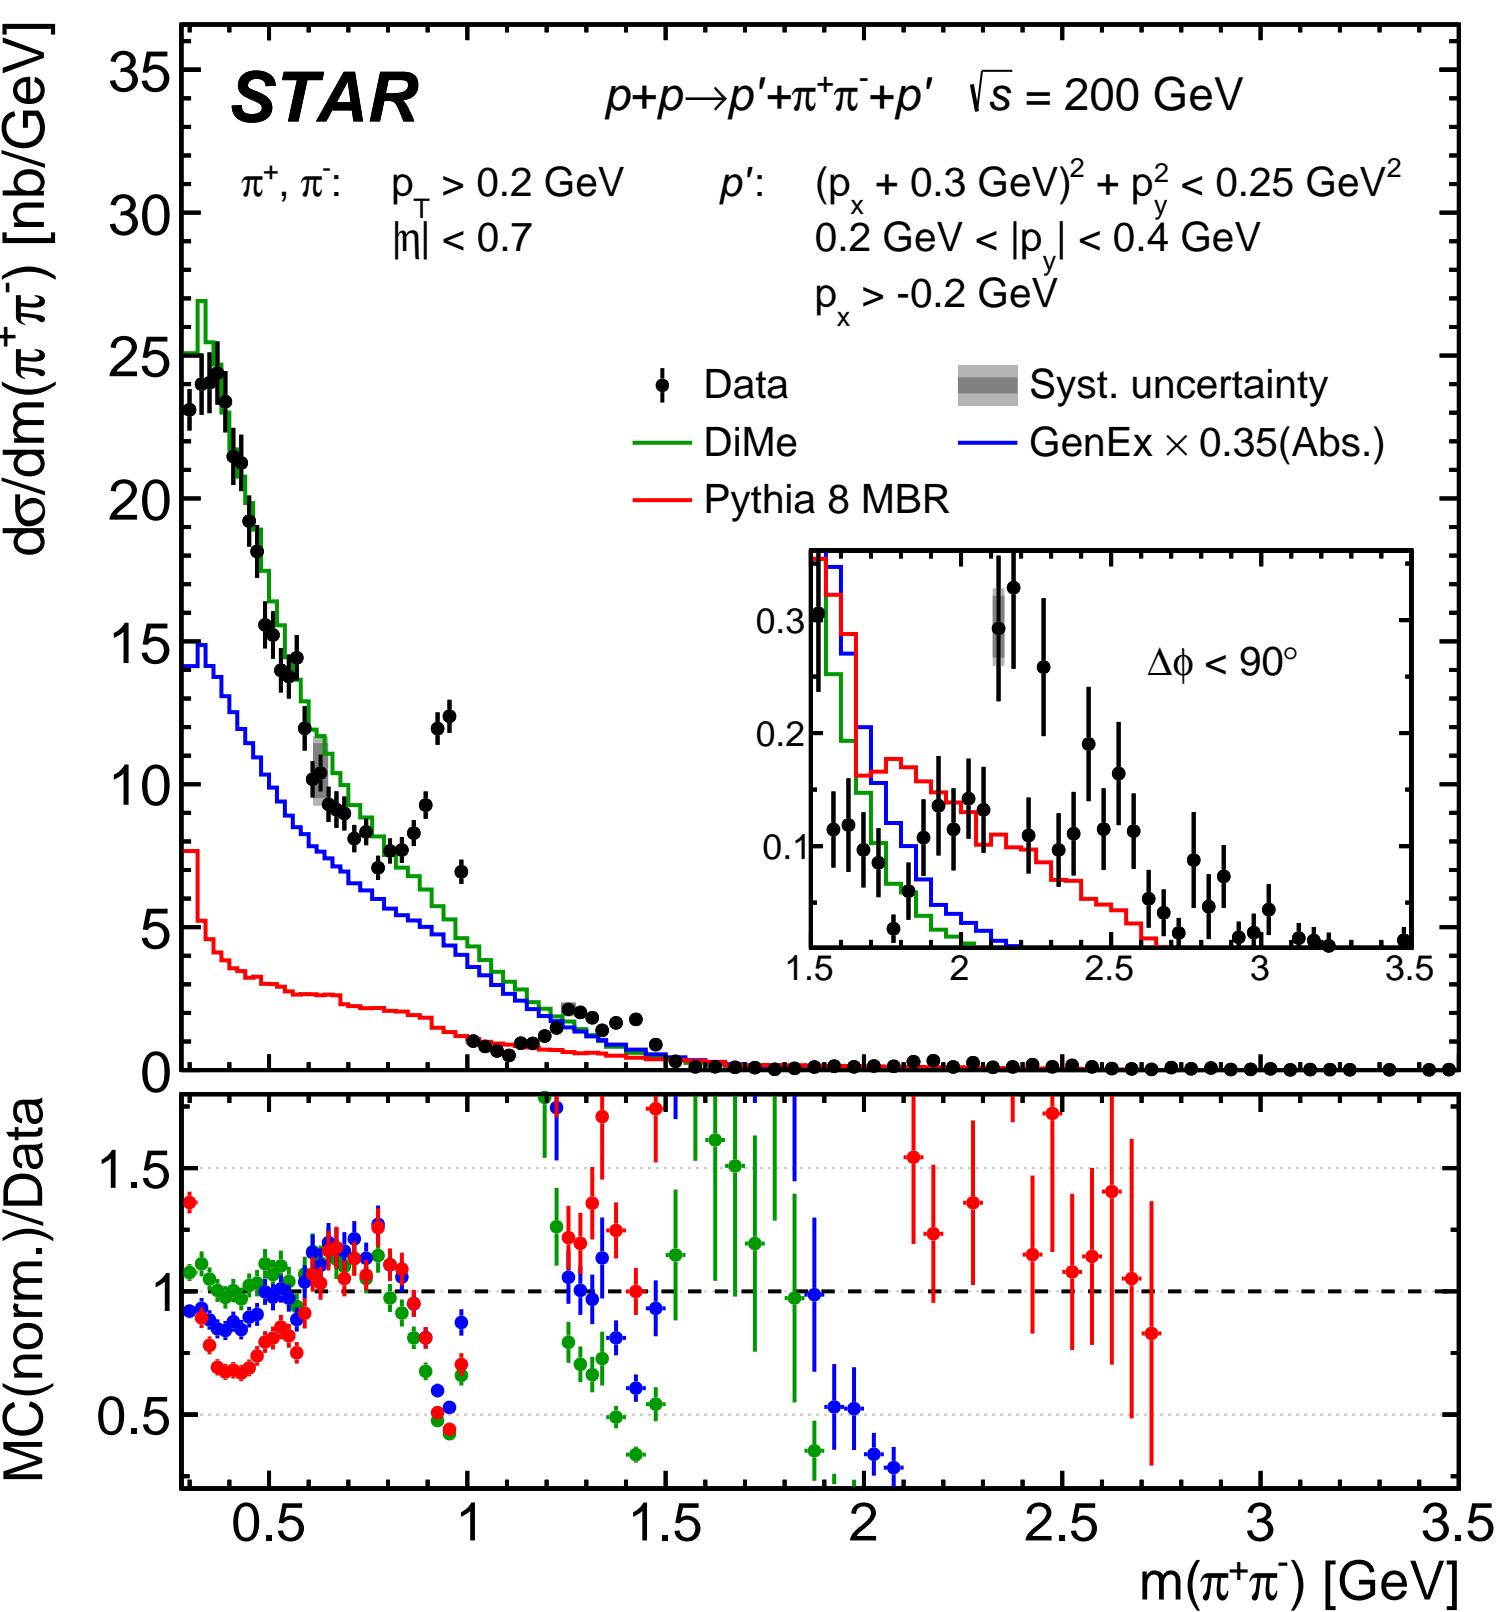 STAR p+p→p′+π⁺π⁻+p′ √s = 200 GeV
π⁺, π⁻: p_T > 0.2 GeV p′: (p_x + 0.3 GeV)² + p_y² < 0.25 GeV²
|η| < 0.7 0.2 GeV < |p_y| < 0.4 GeV
p_x > -0.2 GeV
Data Syst. uncertainty
DiMe GenEx × 0.35(Abs.)
Pythia 8 MBR
dσ/dm(π⁺π⁻) [nb/GeV]
35
30
25
20
15
10
5
0
Δϕ < 90°
0.3
0.2
0.1
1.5 2 2.5 3 3.5
MC(norm.)/Data
1.5
1
0.5
0.5 1 1.5 2 2.5 3 3.5
m(π⁺π⁻) [GeV]